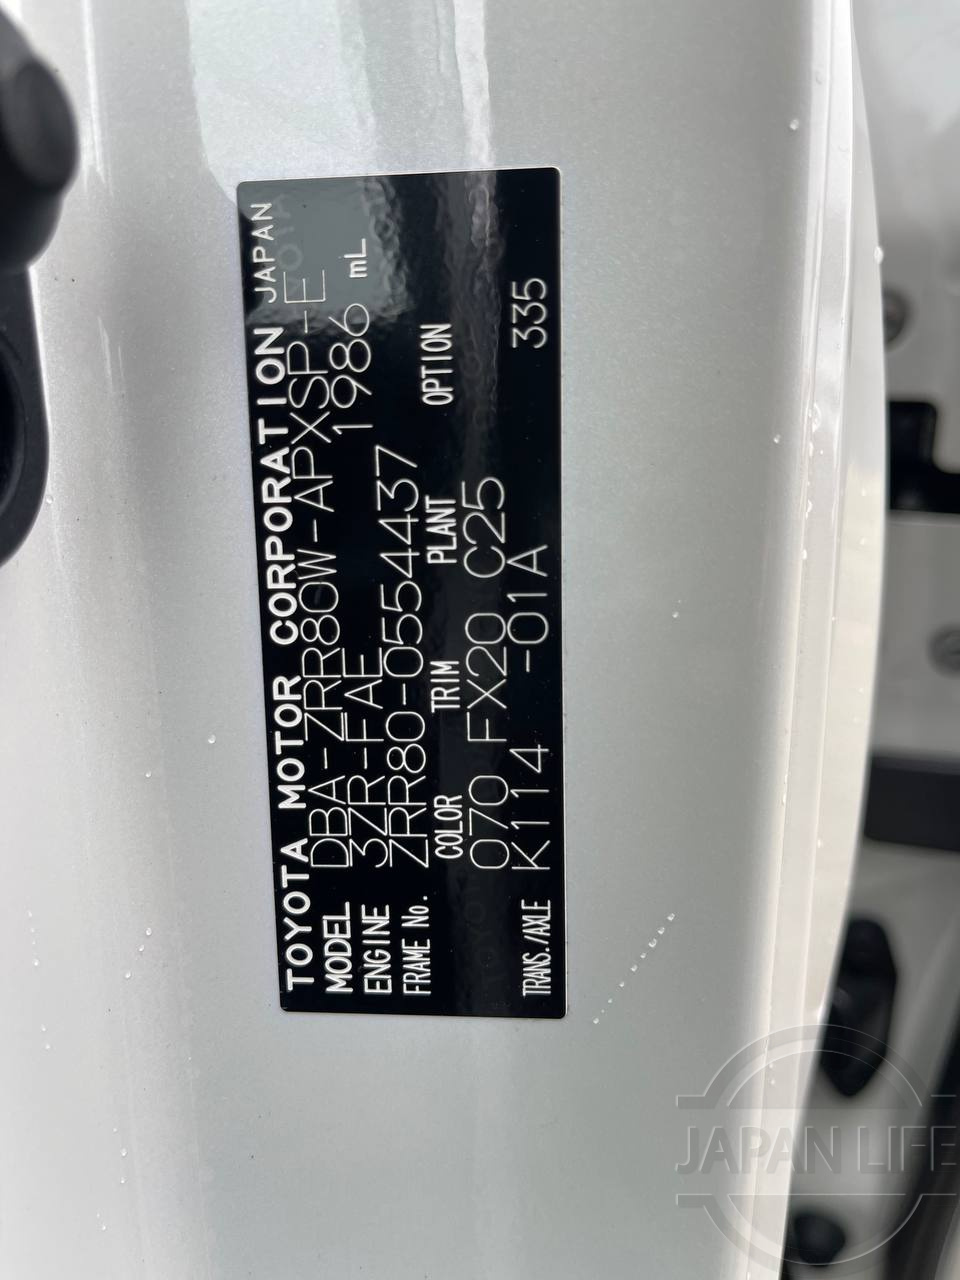 TOYOTA MOTOR CORPORATION JAPAN
MODEL DBA-ZRR80W-APXSP-E
ENGINE 3ZR-FAE 1986 mL
FRAME No. ZRR80-0554437
COLOR TRIM PLANT OPTION
070 FX20 C25
TRANS./AXLE K114 -01A 335
JAPAN LIFE